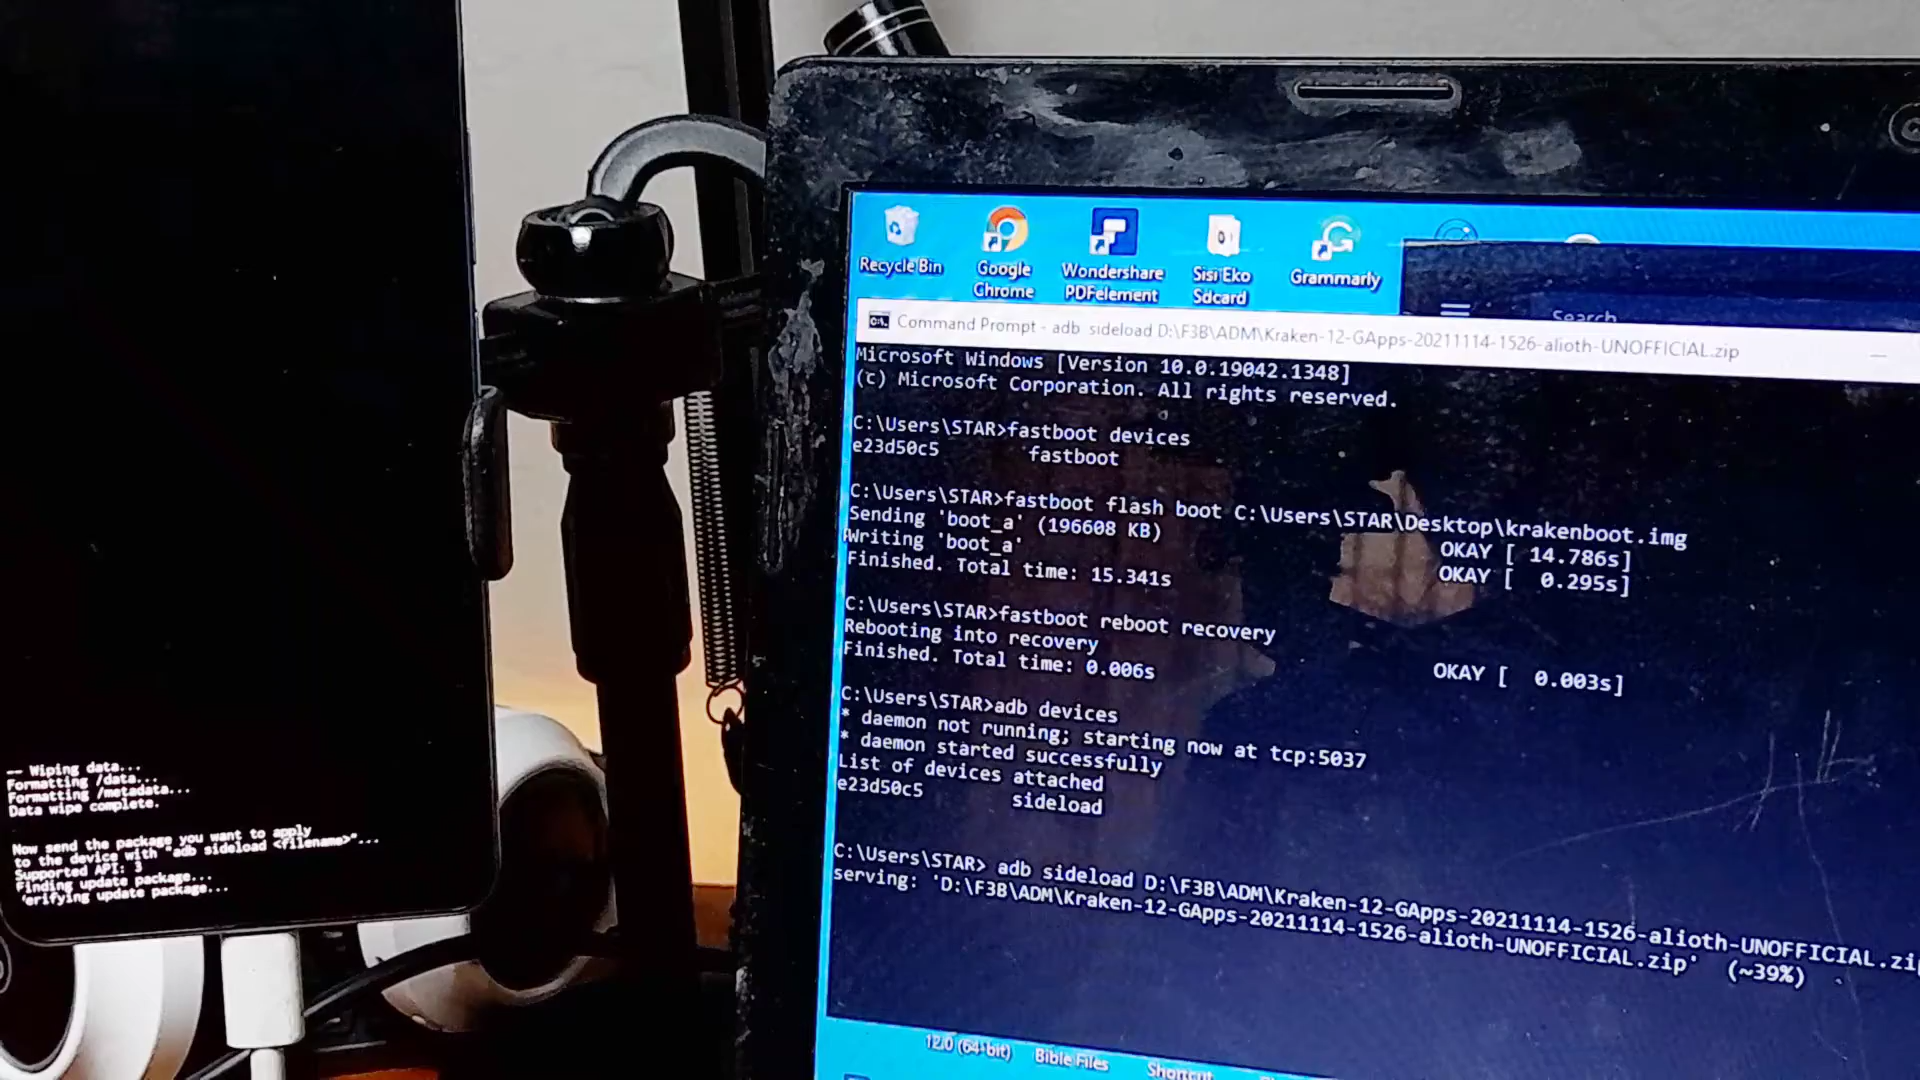 -- Wiping data...
Formatting /data...
Formatting /metadata...
Data wipe complete.
Now send the package you want to apply
to the device with "adb sideload <filename>"...
Supported API: 3
Finding update package...
erifying update package...
Recycle Bin
Google
Chrome
Wondershare
PDFelement
Sisi Eko
Sdcard
Grammarly
Search
Command Prompt - adb  sideload D:\F3B\ADM\Kraken-12-GApps-20211114-1526-alioth-UNOFFICIAL.zip
Microsoft Windows [Version 10.0.19042.1348]
(c) Microsoft Corporation. All rights reserved.
C:\Users\STAR>fastboot devices
e23d50c5        fastboot
C:\Users\STAR>fastboot flash boot C:\Users\STAR\Desktop\krakenboot.img
Sending 'boot_a' (196608 KB)                       OKAY [ 14.786s]
Writing 'boot_a'                                   OKAY [  0.295s]
Finished. Total time: 15.341s
C:\Users\STAR>fastboot reboot recovery
Rebooting into recovery                            OKAY [  0.003s]
Finished. Total time: 0.006s
C:\Users\STAR>adb devices
* daemon not running; starting now at tcp:5037
* daemon started successfully
List of devices attached
e23d50c5        sideload
C:\Users\STAR> adb sideload D:\F3B\ADM\Kraken-12-GApps-20211114-1526-alioth-UNOFFICIAL.zip
serving: 'D:\F3B\ADM\Kraken-12-GApps-20211114-1526-alioth-UNOFFICIAL.zip'  (~39%)
12.0 (64-bit)
Bible Files
Shortcut